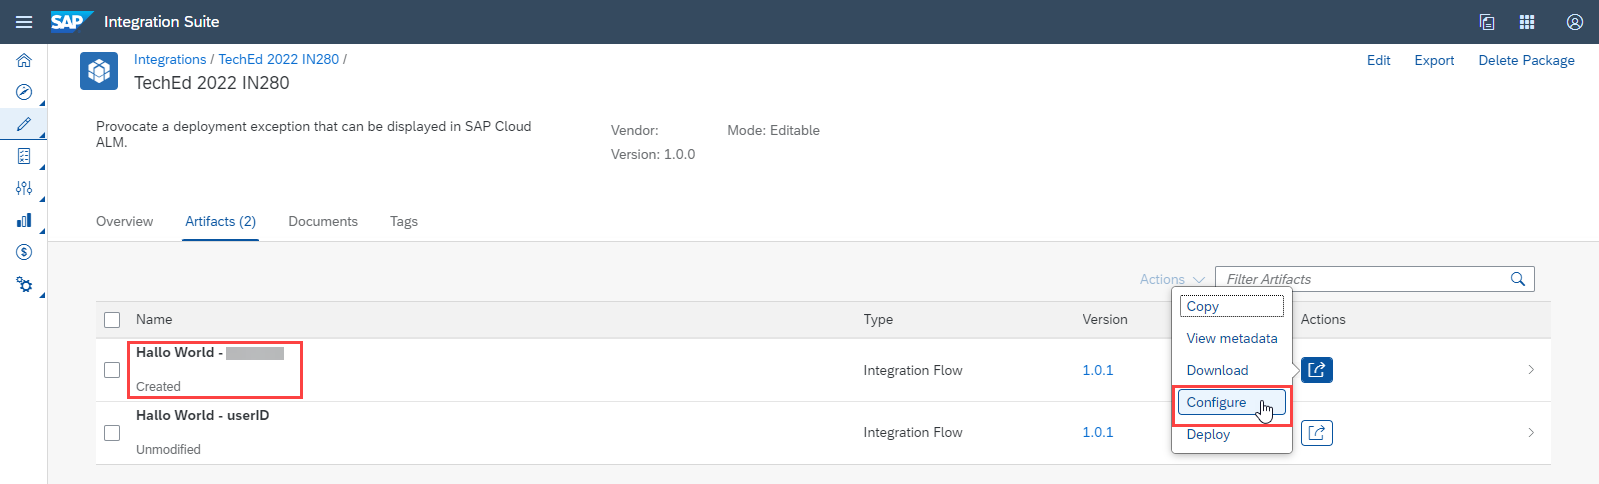 SAP Integration Suite
Integrations / TechEd 2022 IN280 /
TechEd 2022 IN280
Edit Export Delete Package
Provocate a deployment exception that can be displayed in SAP Cloud
ALM.
Vendor: Mode: Editable
Version: 1.0.0
Overview Artifacts (2) Documents Tags
Actions Filter Artifacts
Name Type Version Actions
Hallo World -
Created
Integration Flow 1.0.1
Hallo World - userID
Unmodified
Integration Flow 1.0.1
Copy
View metadata
Download
Configure
Deploy